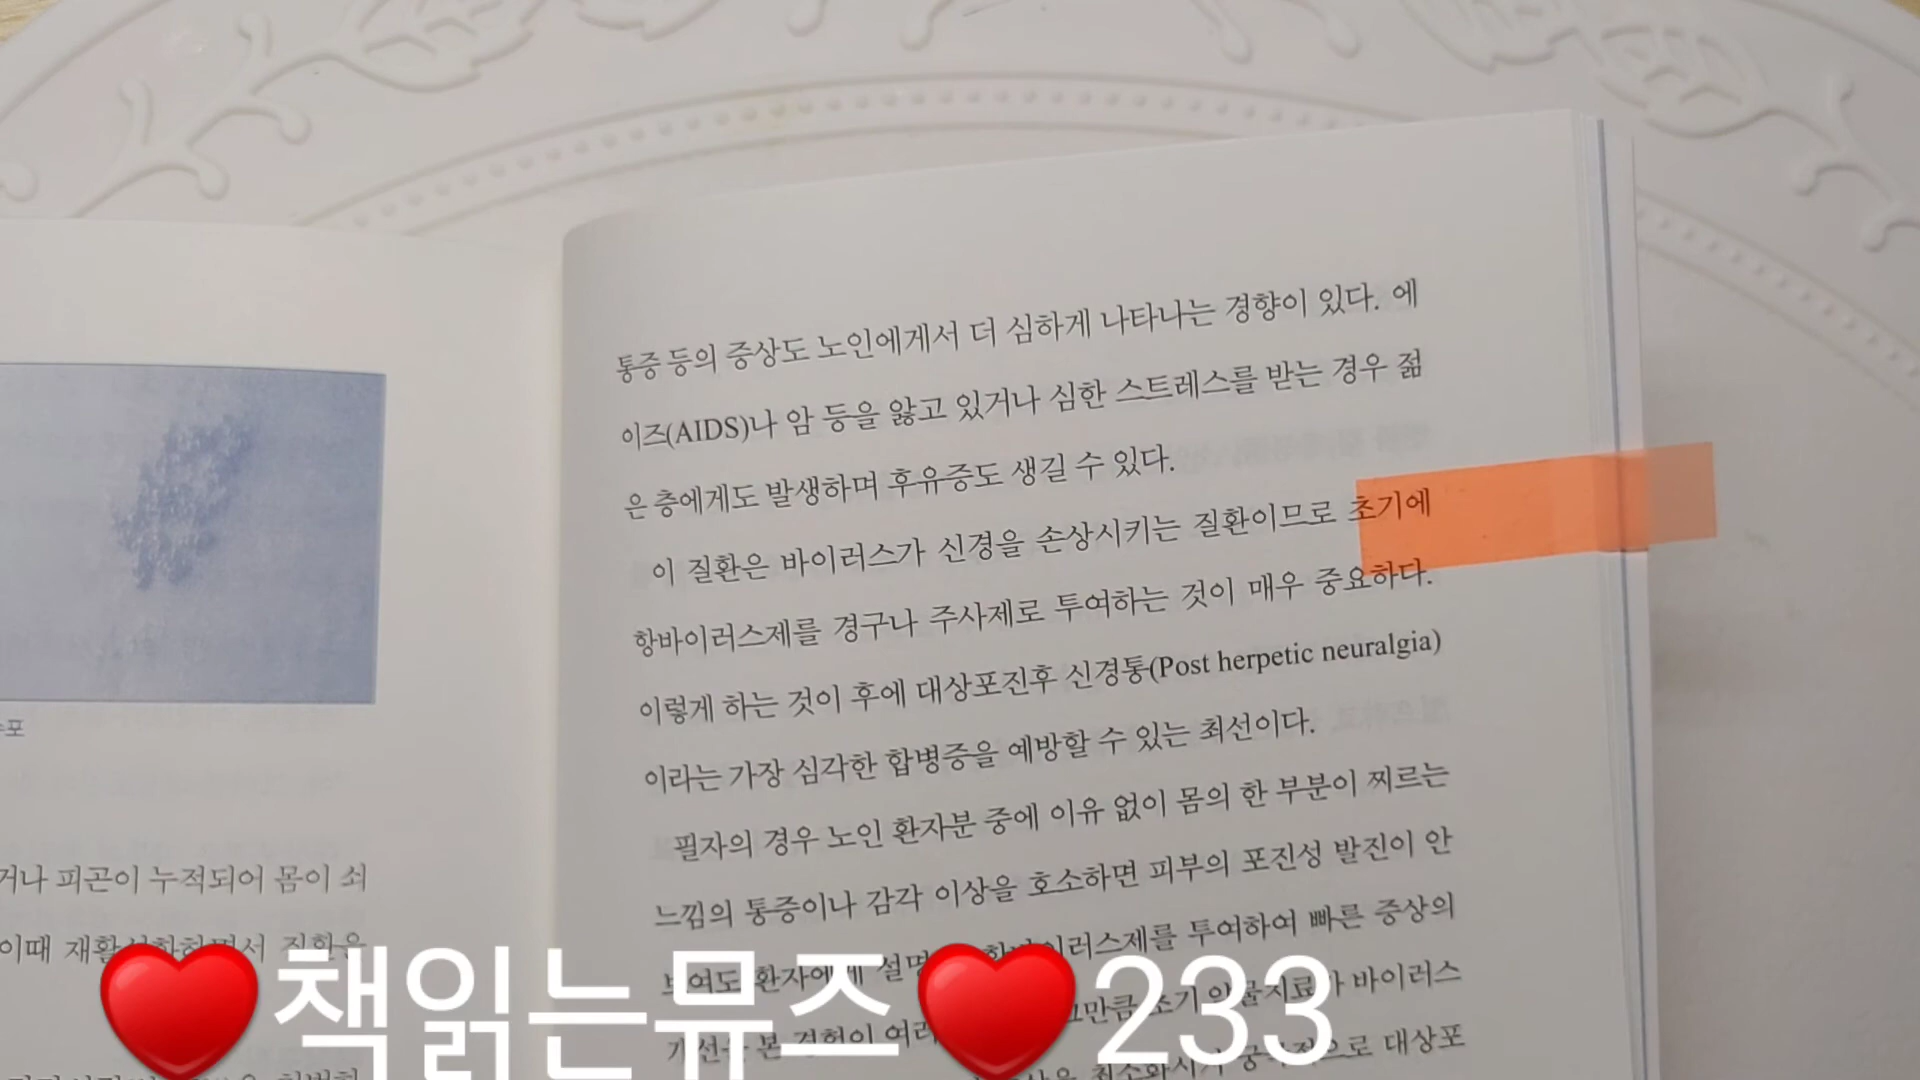 포
거나 피곤이 누적되어 몸이 쇠
이때
통증 등의 증상도 노인에게서 더 심하게 나타나는 경향이 있다. 에
이즈(AIDS)나 암 등을 앓고 있거나 심한 스트레스를 받는 경우 젊
은 층에게도 발생하며 후유증도 생길 수 있다.
이 질환은 바이러스가 신경을 손상시키는 질환이므로 초기에
항바이러스제를 경구나 주사제로 투여하는 것이 매우 중요하다.
이렇게 하는 것이 후에 대상포진후 신경통(Post herpetic neuralgia)
이라는 가장 심각한 합병증을 예방할 수 있는 최선이다.
필자의 경우 노인 환자분 중에 이유 없이 몸의 한 부분이 찌르는
느낌의 통증이나 감각 이상을 호소하면 피부의 포진성 발진이 안
환자에게 투여하여 빠른 증상의
본 바이러스
대상포
❤️책읽는뮤즈❤️233